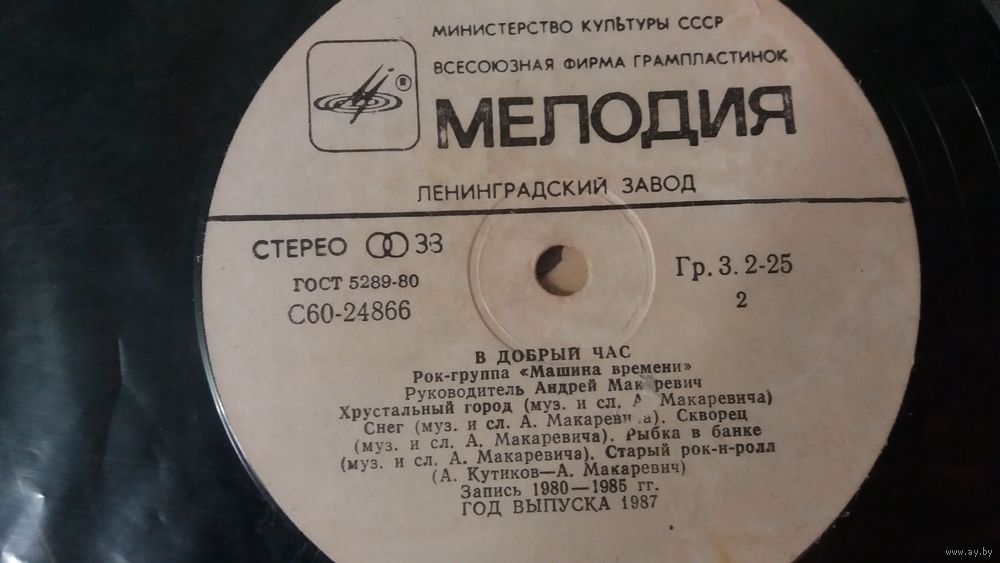 МИНИСТЕРСТВО КУЛЬТУРЫ СССР
ВСЕСОЮЗНАЯ ФИРМА ГРАМПЛАСТИНОК
МЕЛОДИЯ
ЛЕНИНГРАДСКИЙ ЗАВОД
СТЕРЕО 33
ГОСТ 5289-80
С60-24866
Гр. 3. 2-25
2
В ДОБРЫЙ ЧАС
Рок-группа «Машина времени»
Руководитель Андрей Макаревич
Хрустальный город (муз. и сл. А. Макаревича)
Снег (муз. и сл. А. Макаревича). Скворец
(муз. и сл. А. Макаревича). Рыбка в банке
(муз. и сл. А. Макаревича). Старый рок-н-ролл
(А. Кутиков—А. Макаревич)
Запись 1980—1985 гг.
ГОД ВЫПУСКА 1987
www.ay.by